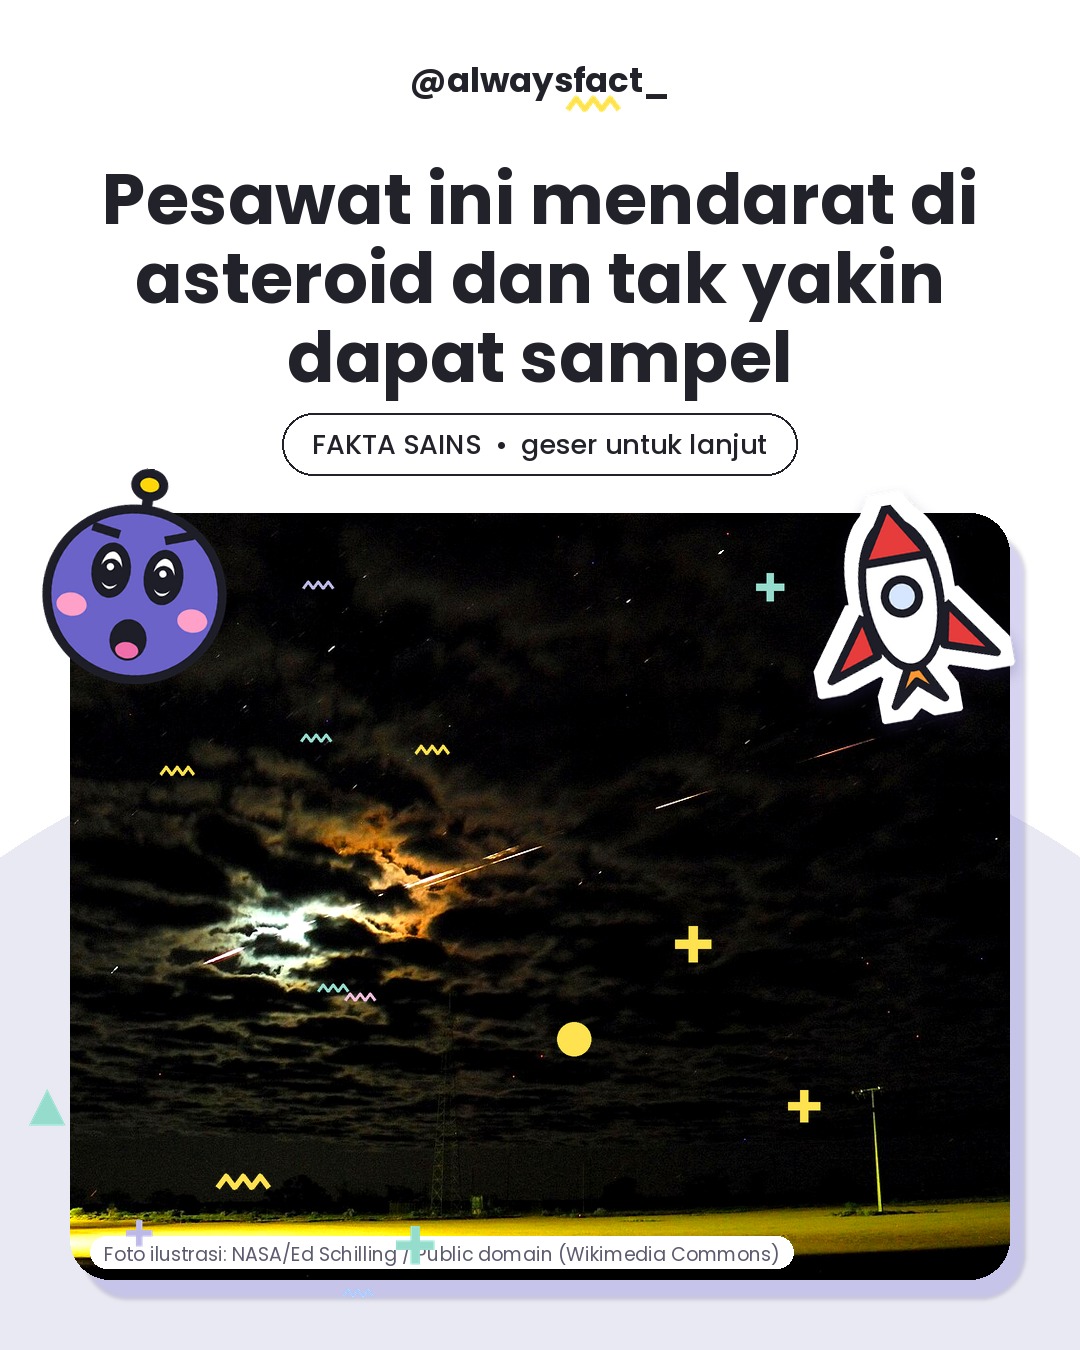 @alwaysfact_
Pesawat ini mendarat di
asteroid dan tak yakin
dapat sampel
FAKTA SAINS • geser untuk lanjut
Foto ilustrasi: NASA/Ed Schilling / Public domain (Wikimedia Commons)